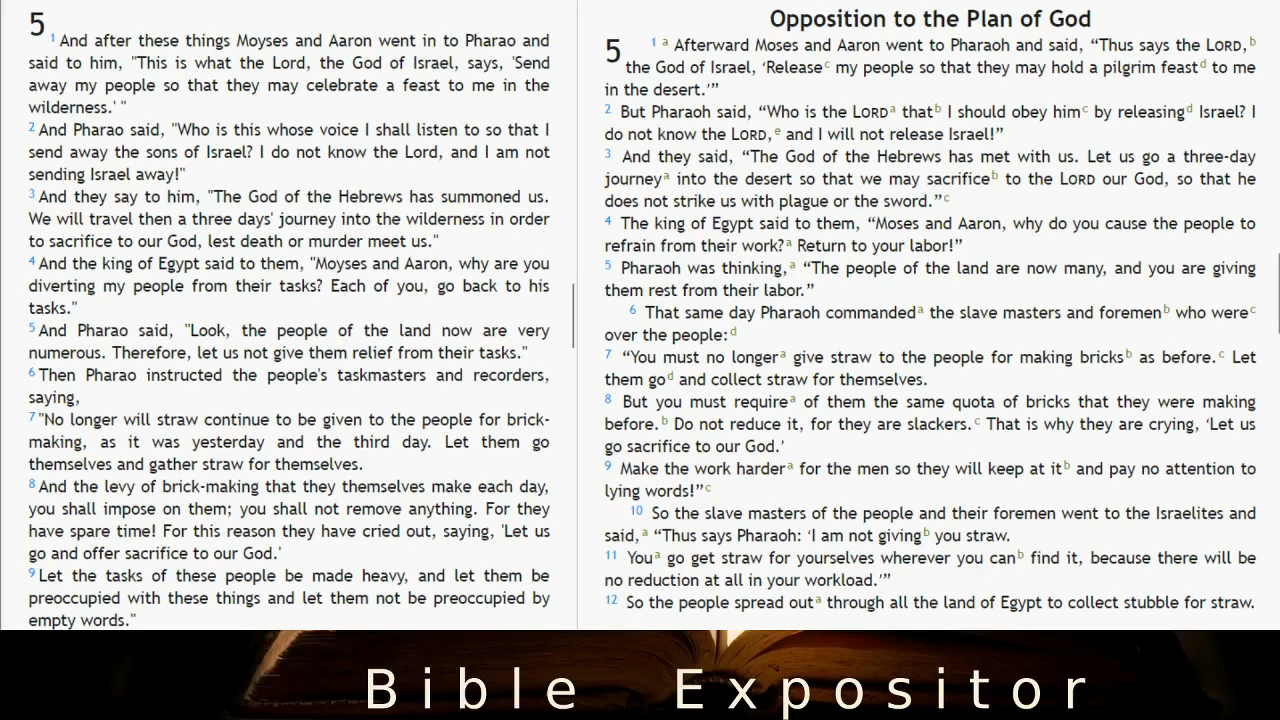 5
1 And after these things Moyses and Aaron went in to Pharao and
said to him, "This is what the Lord, the God of Israel, says, 'Send
away my people so that they may celebrate a feast to me in the
wilderness.' "
2 And Pharao said, "Who is this whose voice I shall listen to so that I
send away the sons of Israel? I do not know the Lord, and I am not
sending Israel away!"
3 And they say to him, "The God of the Hebrews has summoned us.
We will travel then a three days' journey into the wilderness in order
to sacrifice to our God, lest death or murder meet us."
4 And the king of Egypt said to them, "Moyses and Aaron, why are you
diverting my people from their tasks? Each of you, go back to his
tasks."
5 And Pharao said, "Look, the people of the land now are very
numerous. Therefore, let us not give them relief from their tasks."
6 Then Pharao instructed the people's taskmasters and recorders,
saying,
7 "No longer will straw continue to be given to the people for brick-
making, as it was yesterday and the third day. Let them go
themselves and gather straw for themselves.
8 And the levy of brick-making that they themselves make each day,
you shall impose on them; you shall not remove anything. For they
have spare time! For this reason they have cried out, saying, 'Let us
go and offer sacrifice to our God.'
9 Let the tasks of these people be made heavy, and let them be
preoccupied with these things and let them not be preoccupied by
empty words."
Opposition to the Plan of God
5 1 a Afterward Moses and Aaron went to Pharaoh and said, “Thus says the LORD,b
the God of Israel, ‘Releasec my people so that they may hold a pilgrim feastd to me
in the desert.’”
2 But Pharaoh said, “Who is the LORDa thatb I should obey himc by releasingd Israel? I
do not know the LORD,e and I will not release Israel!”
3 And they said, “The God of the Hebrews has met with us. Let us go a three-day
journeya into the desert so that we may sacrificeb to the LORD our God, so that he
does not strike us with plague or the sword.”c
4 The king of Egypt said to them, “Moses and Aaron, why do you cause the people to
refrain from their work?a Return to your labor!”
5 Pharaoh was thinking,a “The people of the land are now many, and you are giving
them rest from their labor.”
6 That same day Pharaoh commandeda the slave masters and foremenb who werec
over the people:d
7 “You must no longera give straw to the people for making bricksb as before.c Let
them god and collect straw for themselves.
8 But you must requirea of them the same quota of bricks that they were making
before.b Do not reduce it, for they are slackers.c That is why they are crying, ‘Let us
go sacrifice to our God.’
9 Make the work hardera for the men so they will keep at itb and pay no attention to
lying words!”c
10 So the slave masters of the people and their foremen went to the Israelites and
said,a “Thus says Pharaoh: ‘I am not givingb you straw.
11 Youa go get straw for yourselves wherever you canb find it, because there will be
no reduction at all in your workload.’”
12 So the people spread outa through all the land of Egypt to collect stubble for straw.
Bible Expositor